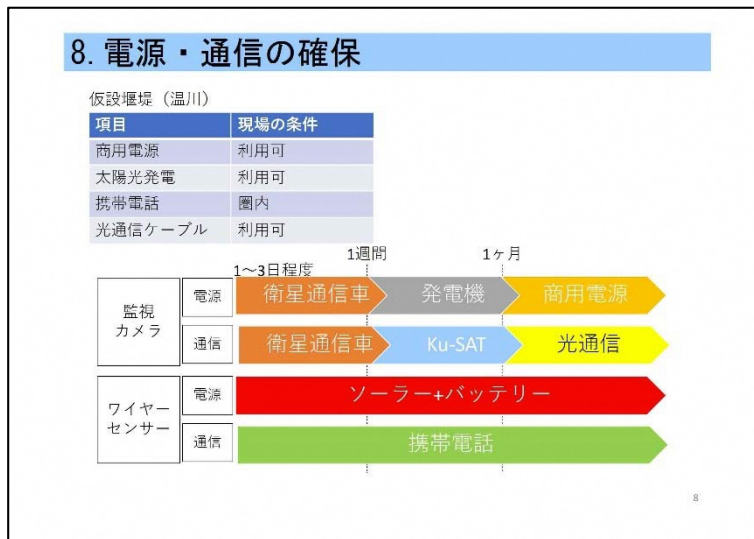 8. 電源・通信の確保
仮設堰堤（温川）
項目 現場の条件
商用電源 利用可
太陽光発電 利用可
携帯電話 圏内
光通信ケーブル 利用可
1～3日程度 1週間 1ヶ月
監視
カメラ
電源 衛星通信車 発電機 商用電源
通信 衛星通信車 Ku-SAT 光通信
ワイヤー
センサー
電源 ソーラー+バッテリー
通信 携帯電話
8